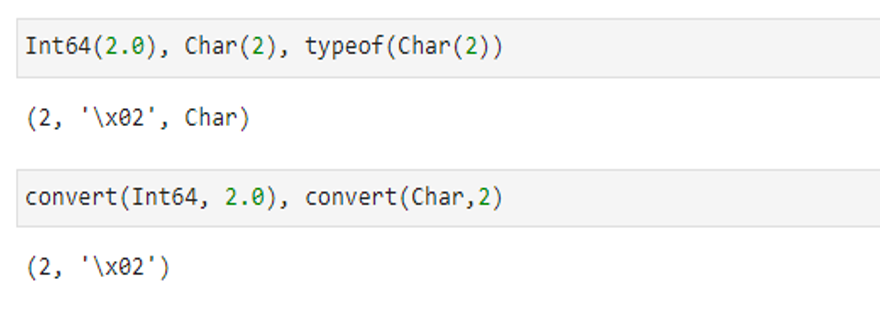 Int64(2.0), Char(2), typeof(Char(2))
(2, '\x02', Char)
convert(Int64, 2.0), convert(Char,2)
(2, '\x02')